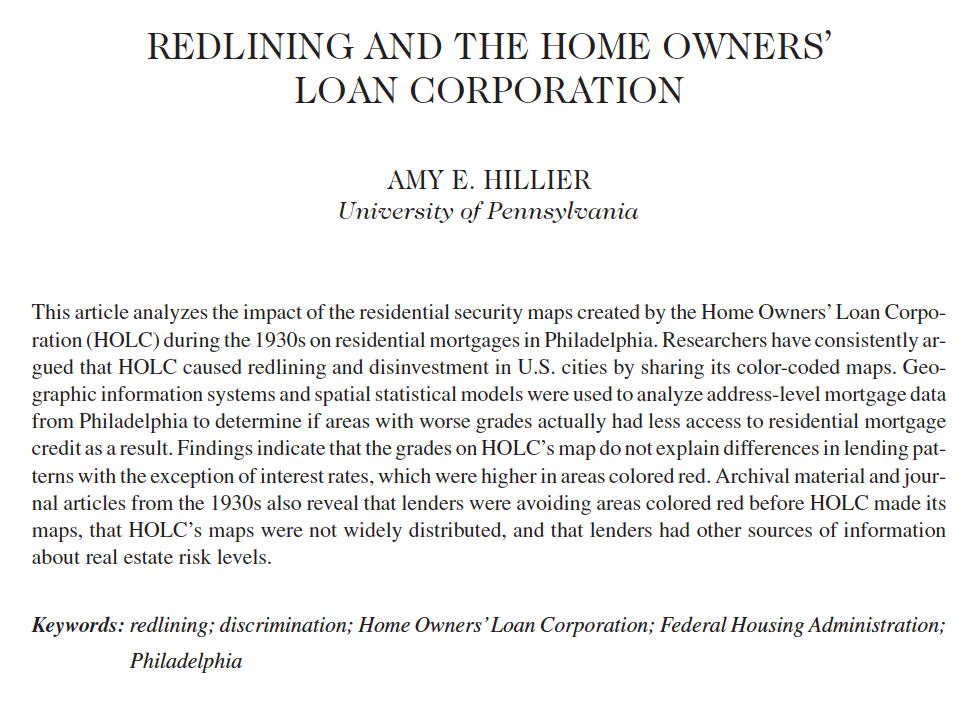 REDLINING AND THE HOME OWNERS’
LOAN CORPORATION
AMY E. HILLIER
University of Pennsylvania
This article analyzes the impact of the residential security maps created by the Home Owners’ Loan Corpo-
ration (HOLC) during the 1930s on residential mortgages in Philadelphia. Researchers have consistently ar-
gued that HOLC caused redlining and disinvestment in U.S. cities by sharing its color-coded maps. Geo-
graphic information systems and spatial statistical models were used to analyze address-level mortgage data
from Philadelphia to determine if areas with worse grades actually had less access to residential mortgage
credit as a result. Findings indicate that the grades on HOLC’s map do not explain differences in lending pat-
terns with the exception of interest rates, which were higher in areas colored red. Archival material and jour-
nal articles from the 1930s also reveal that lenders were avoiding areas colored red before HOLC made its
maps, that HOLC’s maps were not widely distributed, and that lenders had other sources of information
about real estate risk levels.
Keywords: redlining; discrimination; Home Owners’ Loan Corporation; Federal Housing Administration;
Philadelphia